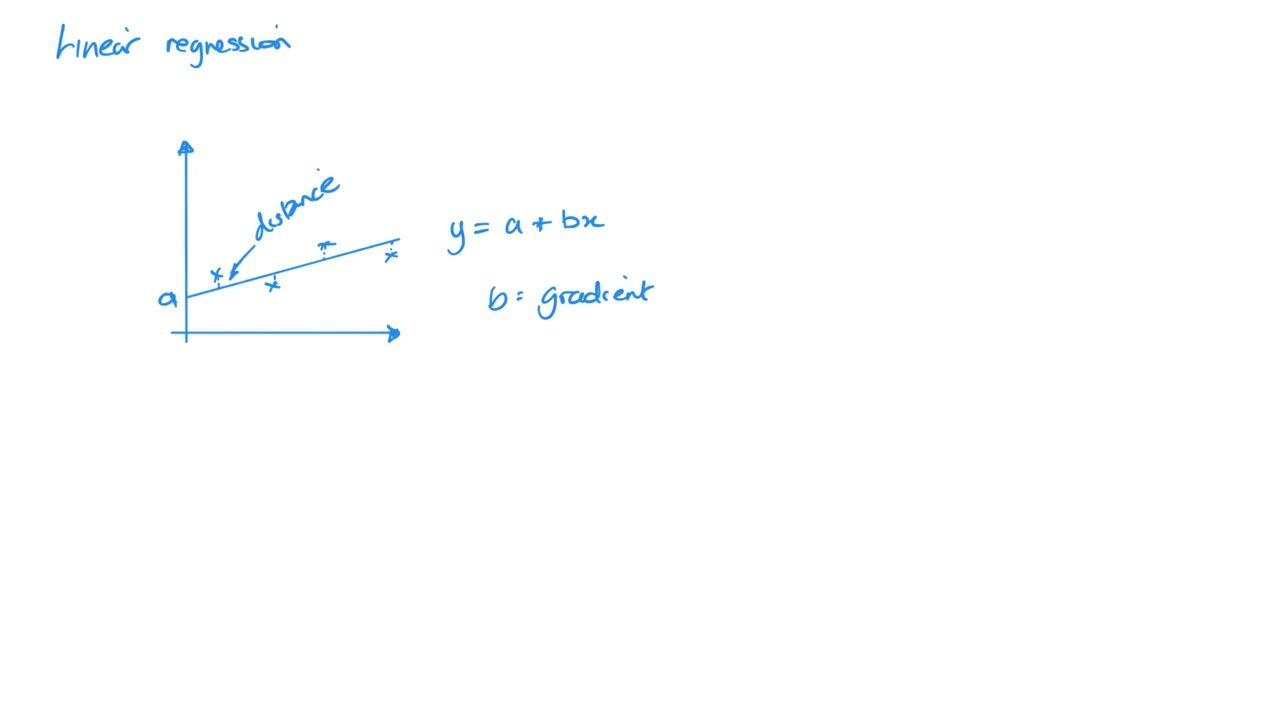 Linear regression
distance
y = a + bx
a
b = gradient